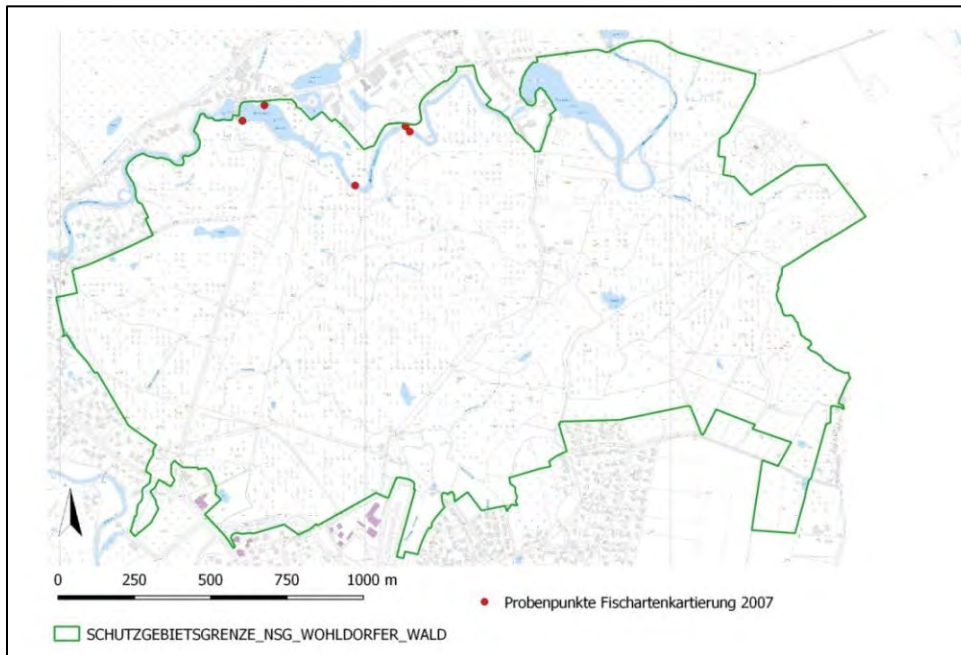 0 250 500 750 1000 m
Probenpunkte Fischartenkartierung 2007
SCHUTZGEBIETSGRENZE_NSG_WOHLDORFER_WALD